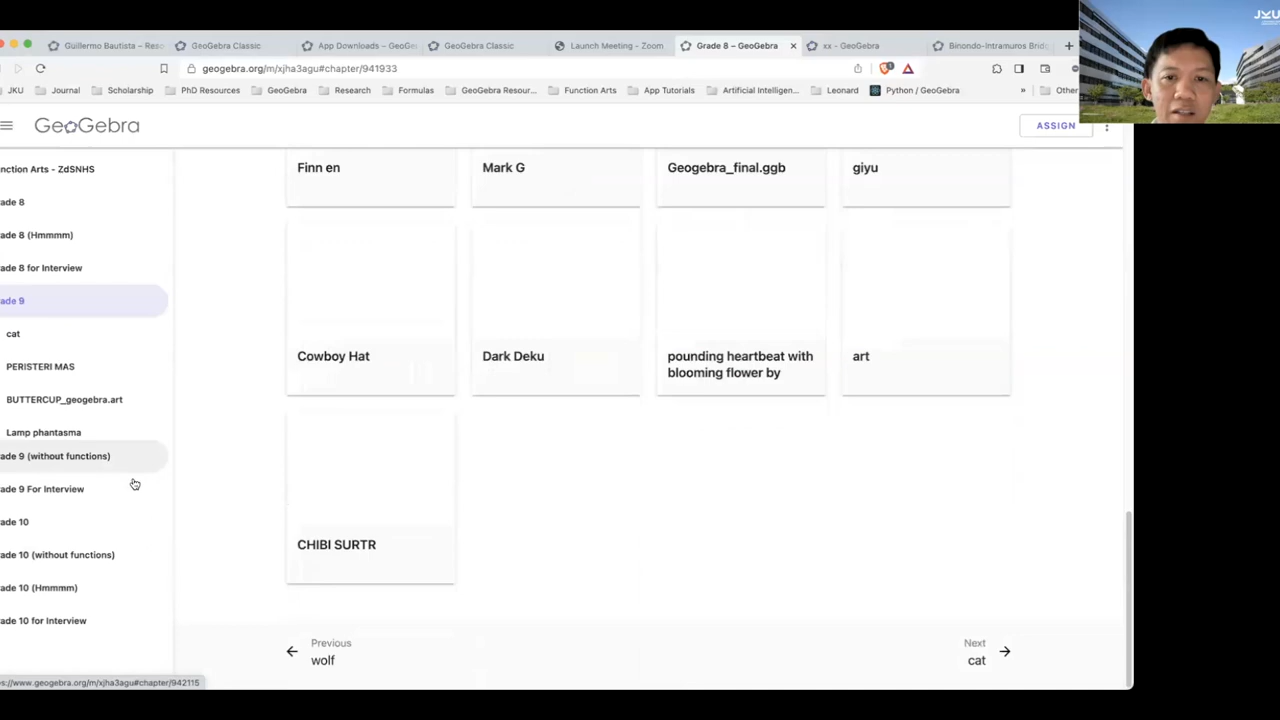 JKU
Guillermo Bautista – Reso
GeoGebra Classic
App Downloads – GeoGe
GeoGebra Classic
Launch Meeting - Zoom
Grade 8 – GeoGebra
xx - GeoGebra
Binondo-Intramuros Brid
geogebra.org/m/xjha3agu#chapter/941933
JKU
Journal
Scholarship
PhD Resources
GeoGebra
Research
Formulas
GeoGebra Resour...
Function Arts
App Tutorials
Artificial Intelligen...
Leonard
Python / GeoGebra
»
Other
GeoGebra
ASSIGN
nction Arts - ZdSNHS
ade 8
ade 8 (Hmmmm)
ade 8 for Interview
ade 9
cat
PERISTERI MAS
BUTTERCUP_geogebra.art
Lamp phantasma
ade 9 (without functions)
ade 9 For Interview
ade 10
ade 10 (without functions)
ade 10 (Hmmmm)
ade 10 for Interview
Finn en
Mark G
Geogebra_final.ggb
giyu
Cowboy Hat
Dark Deku
pounding heartbeat with
blooming flower by
art
CHIBI SURTR
Previous
wolf
Next
cat
s://www.geogebra.org/m/xjha3agu#chapter/942115